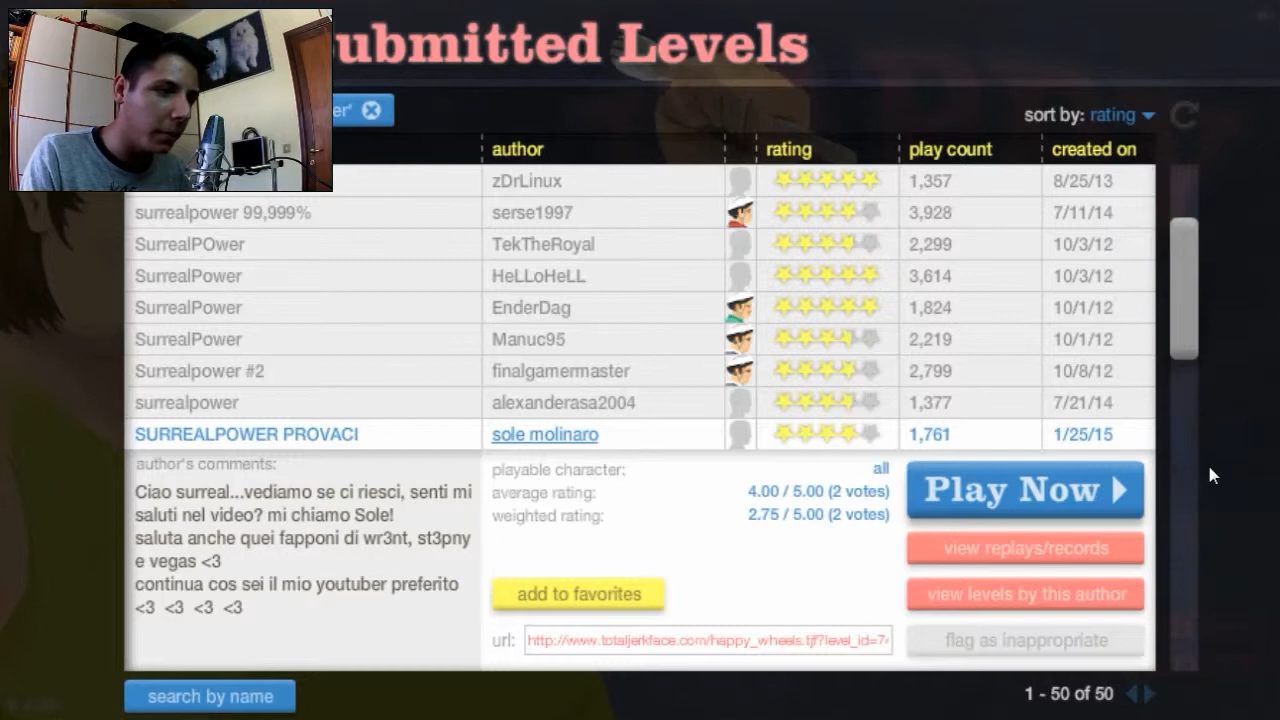 ubmitted Levels
er'
sort by: rating
author rating play count created on
zDrLinux 1,357 8/25/13
surrealpower 99,999% serse1997 3,928 7/11/14
SurrealPOwer TekTheRoyal 2,299 10/3/12
SurrealPower HeLLoHeLL 3,614 10/3/12
SurrealPower EnderDag 1,824 10/1/12
SurrealPower Manuc95 2,219 10/1/12
Surrealpower #2 finalgamermaster 2,799 10/8/12
surrealpower alexanderasa2004 1,377 7/21/14
SURREALPOWER PROVACI sole molinaro 1,761 1/25/15
author's comments:
Ciao surreal...vediamo se ci riesci, senti mi
saluti nel video? mi chiamo Sole!
saluta anche quei fapponi di wr3nt, st3pny
e vegas <3
continua cos sei il mio youtuber preferito
<3 <3 <3 <3
playable character: all
average rating: 4.00 / 5.00 (2 votes)
weighted rating: 2.75 / 5.00 (2 votes)
add to favorites
url: http://www.totaljerkface.com/happy_wheels.tjf?level_id=7
Play Now
view replays/records
view levels by this author
flag as inappropriate
search by name
1 - 50 of 50